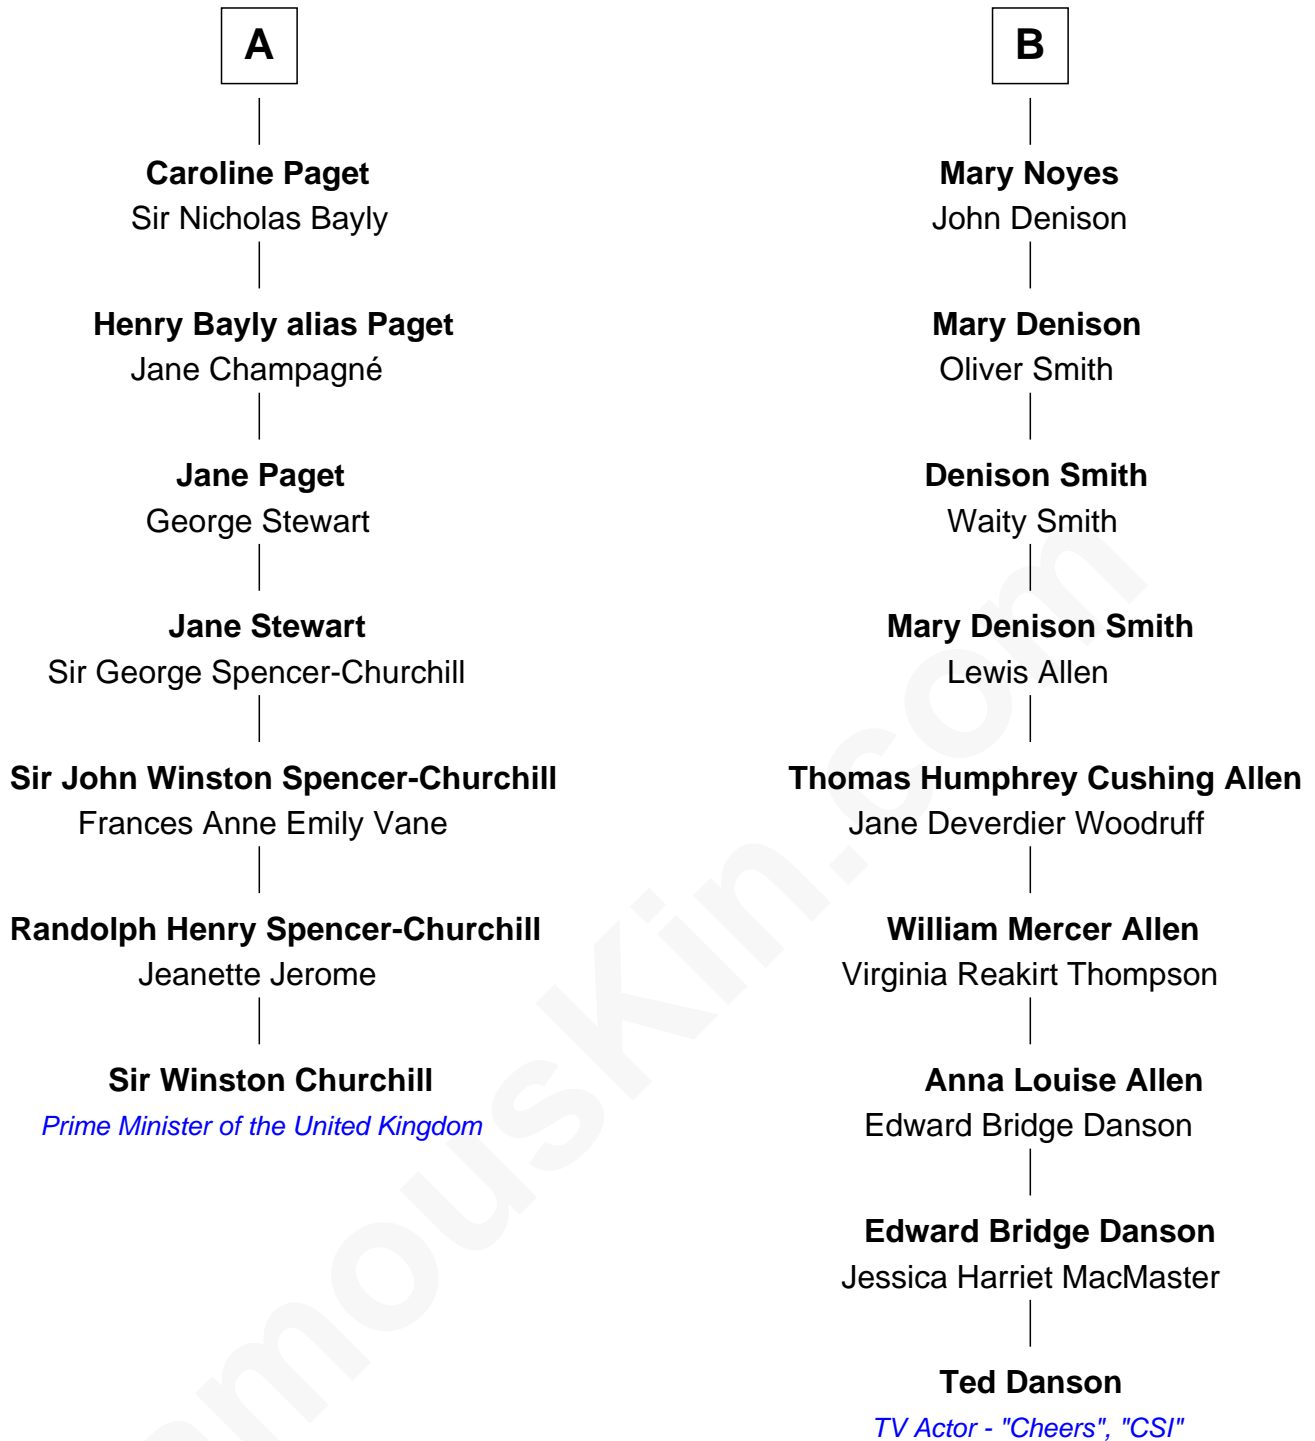 A
Caroline Paget
Sir Nicholas Bayly
Henry Bayly alias Paget
Jane Champagné
Jane Paget
George Stewart
Jane Stewart
Sir George Spencer-Churchill
Sir John Winston Spencer-Churchill
Frances Anne Emily Vane
Randolph Henry Spencer-Churchill
Jeanette Jerome
Sir Winston Churchill
Prime Minister of the United Kingdom
B
Mary Noyes
John Denison
Mary Denison
Oliver Smith
Denison Smith
Waity Smith
Mary Denison Smith
Lewis Allen
Thomas Humphrey Cushing Allen
Jane Deverdier Woodruff
William Mercer Allen
Virginia Reakirt Thompson
Anna Louise Allen
Edward Bridge Danson
Edward Bridge Danson
Jessica Harriet MacMaster
Ted Danson
TV Actor - "Cheers", "CSI"
amouskin.com